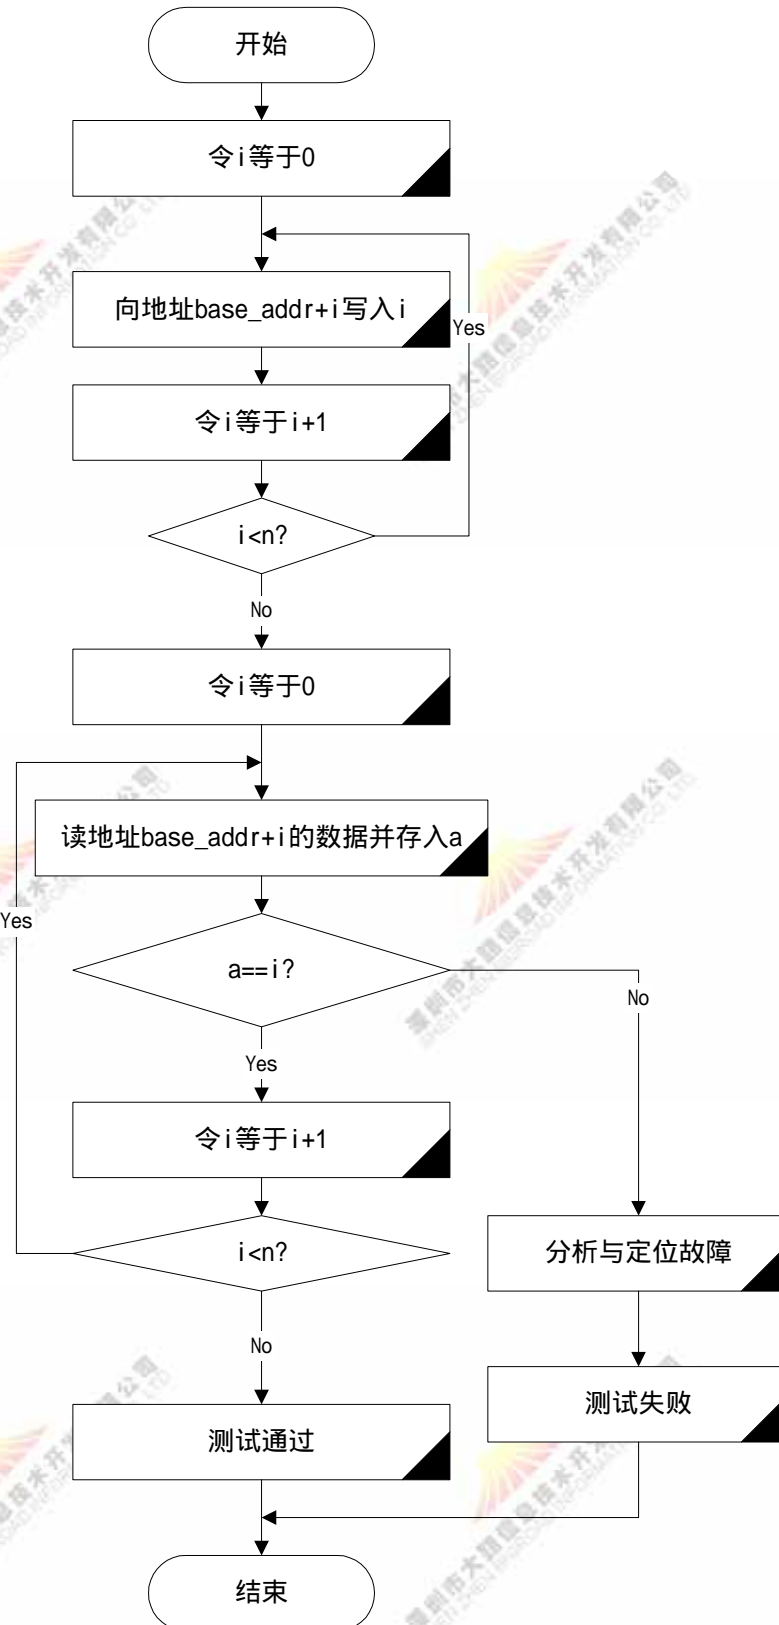 开始
令i等于0
向地址base_addr+i写入i
Yes
令i等于i+1
i<n?
No
令i等于0
读地址base_addr+i的数据并存入a
Yes
a==i?
No
Yes
令i等于i+1
i<n?
分析与定位故障
No
测试失败
测试通过
结束